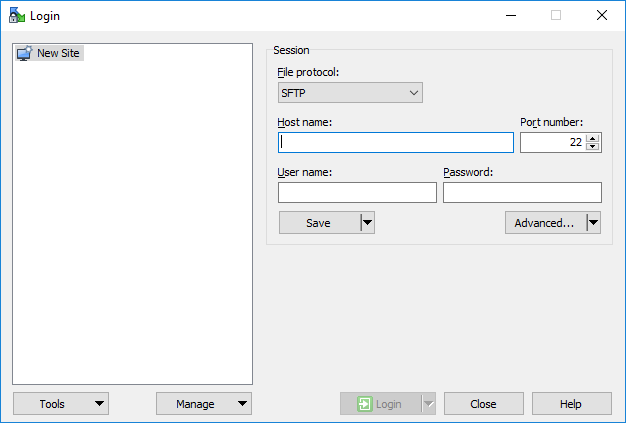 Login
New Site
Session
File protocol:
SFTP
Host name:
Port number:
22
User name:
Password:
Save
Advanced...
Tools
Manage
Login
Close
Help